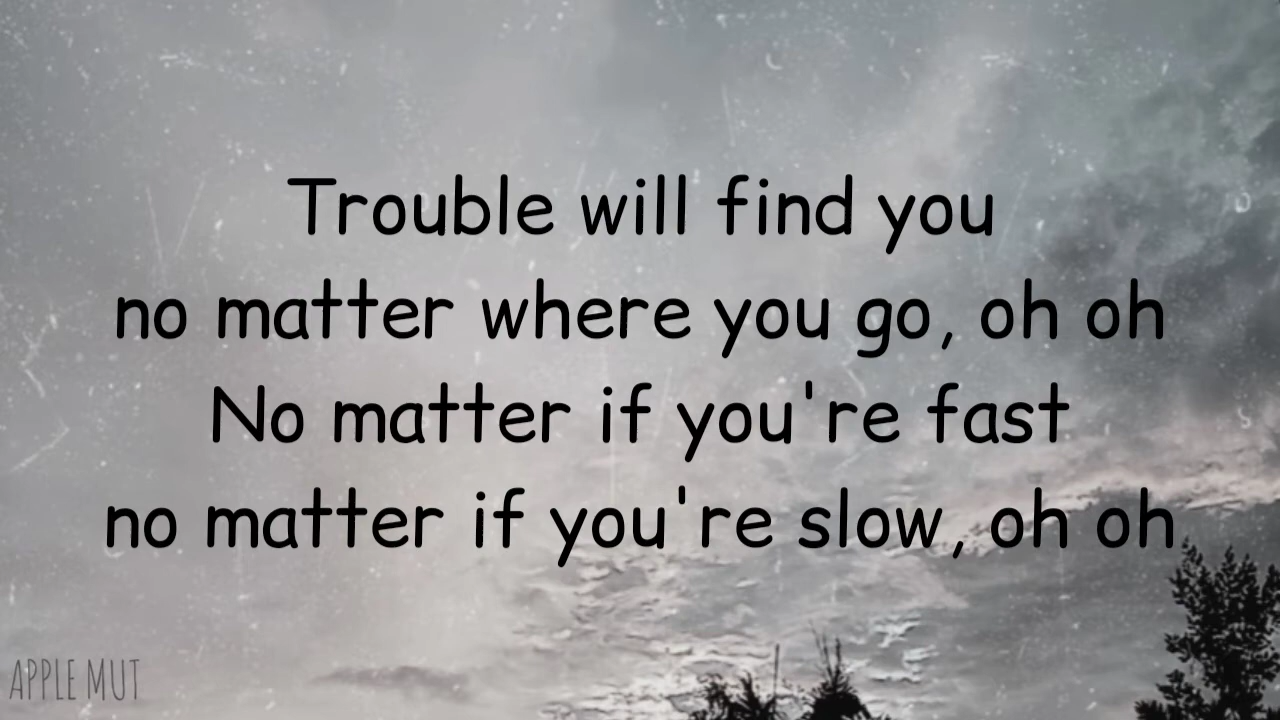 Trouble will find you
no matter where you go, oh oh
No matter if you're fast
no matter if you're slow, oh oh
APPLE MUT